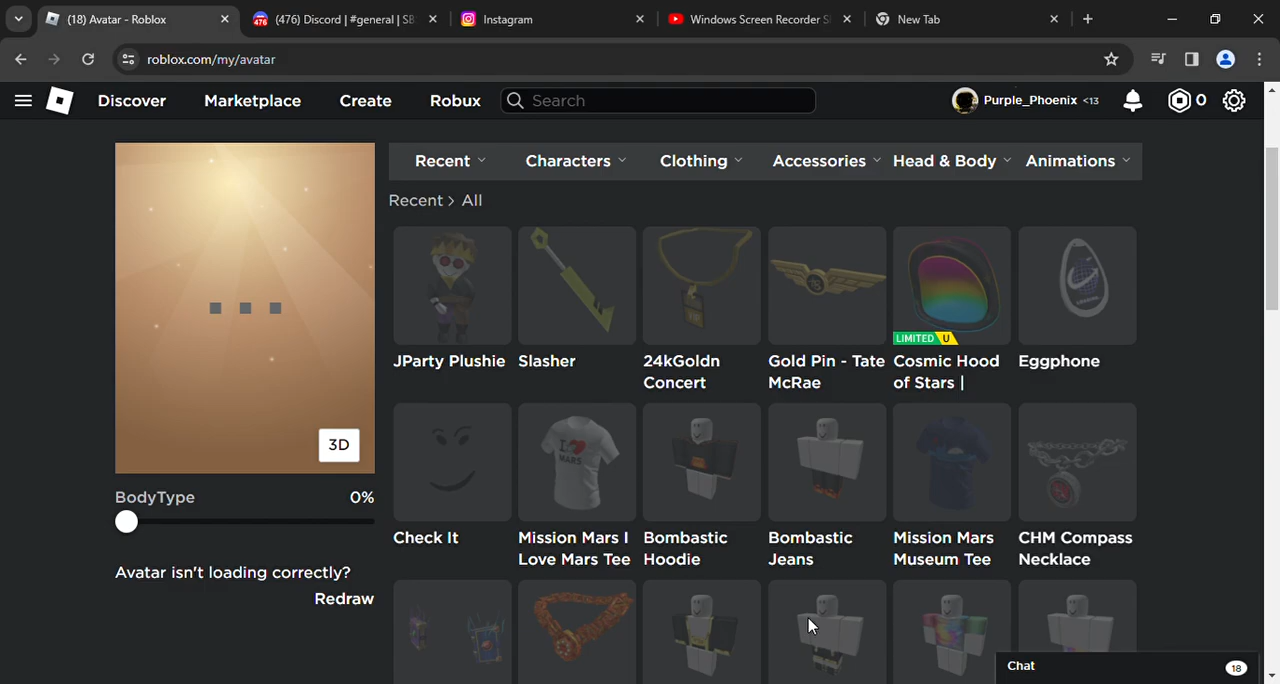 (18) Avatar - Roblox
(476) Discord | #general | SB
Instagram
Windows Screen Recorder S
New Tab
roblox.com/my/avatar
Discover
Marketplace
Create
Robux
Search
Purple_Phoenix <13
0
Recent
Characters
Clothing
Accessories
Head & Body
Animations
Recent > All
3D
LIMITED U
JParty Plushie
Slasher
24kGoldn
Concert
Gold Pin - Tate
McRae
Cosmic Hood
of Stars |
Eggphone
I
MARS
BodyType
0%
Check It
Mission Mars I
Love Mars Tee
Bombastic
Hoodie
Bombastic
Jeans
Mission Mars
Museum Tee
CHM Compass
Necklace
Avatar isn't loading correctly?
Redraw
Chat
18